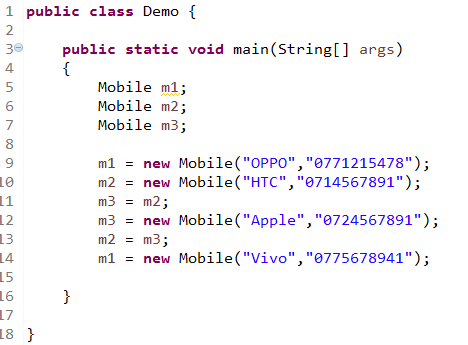 1 public class Demo {
2
3 public static void main(String[] args)
4 {
5 Mobile m1;
6 Mobile m2;
7 Mobile m3;
8
9 m1 = new Mobile("OPPO","0771215478");
10 m2 = new Mobile("HTC","0714567891");
11 m3 = m2;
12 m3 = new Mobile("Apple","0724567891");
13 m2 = m3;
14 m1 = new Mobile("Vivo","0775678941");
15
16 }
17
18 }